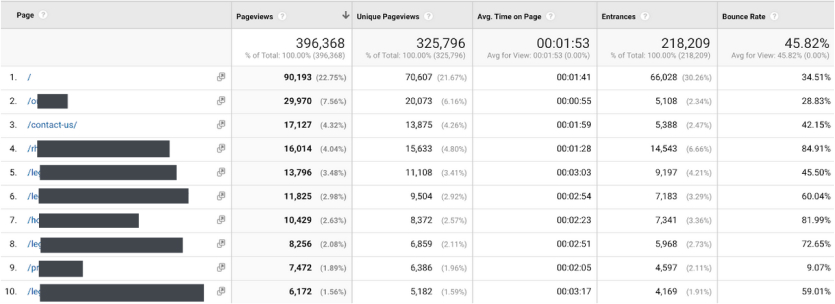 Page ? Pageviews ? Unique Pageviews ? Avg. Time on Page ? Entrances ? Bounce Rate ?
396,368 325,796 00:01:53 218,209 45.82%
% of Total: 100.00% (396,368) % of Total: 100.00% (325,796) Avg for View: 00:01:53 (0.00%) % of Total: 100.00% (218,209) Avg for View: 45.82% (0.00%)
1. / 90,193 (22.75%) 70,607 (21.67%) 00:01:41 66,028 (30.26%) 34.51%
2. /o 29,970 (7.56%) 20,073 (6.16%) 00:00:55 5,108 (2.34%) 28.83%
3. /contact-us/ 17,127 (4.32%) 13,875 (4.26%) 00:01:59 5,388 (2.47%) 42.15%
4. /rh 16,014 (4.04%) 15,633 (4.80%) 00:01:28 14,543 (6.66%) 84.91%
5. /leg 13,796 (3.48%) 11,108 (3.41%) 00:03:03 9,197 (4.21%) 45.50%
6. /le 11,825 (2.98%) 9,504 (2.92%) 00:02:54 7,183 (3.29%) 60.04%
7. /ho 10,429 (2.63%) 8,372 (2.57%) 00:02:23 7,341 (3.36%) 81.99%
8. /leg 8,256 (2.08%) 6,859 (2.11%) 00:02:51 5,968 (2.73%) 72.65%
9. /pr 7,472 (1.89%) 6,386 (1.96%) 00:02:05 4,597 (2.11%) 9.07%
10. /leg 6,172 (1.56%) 5,182 (1.59%) 00:03:17 4,169 (1.91%) 59.01%